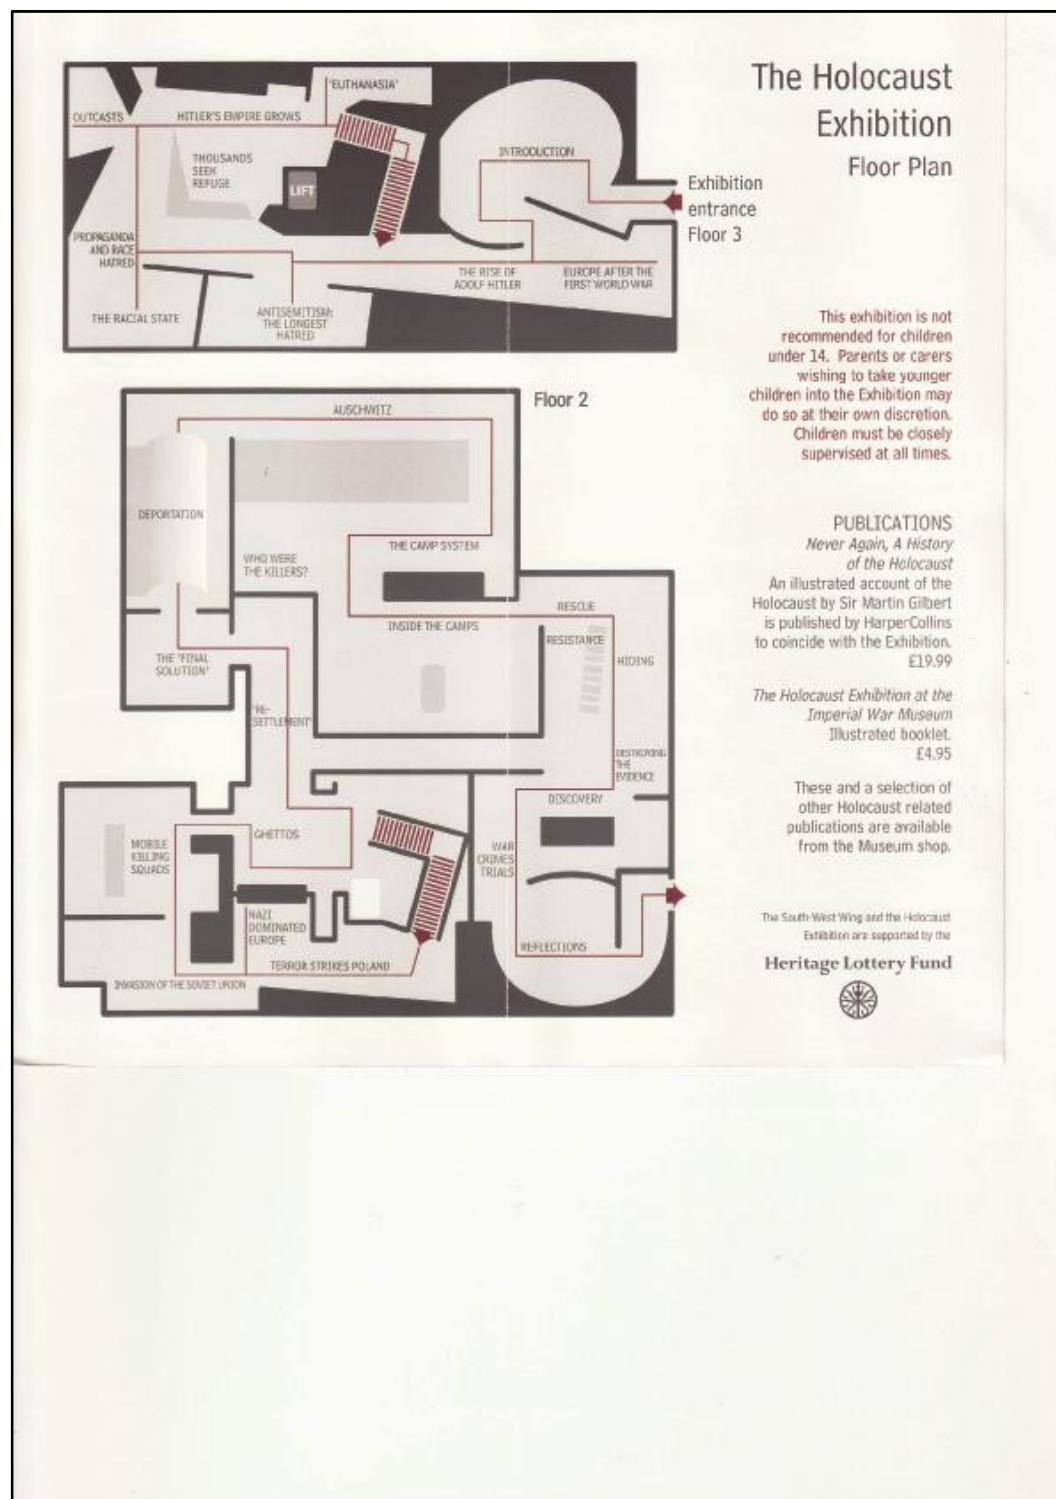 The Holocaust
Exhibition
Floor Plan
'EUTHANASIA'
OUTCASTS
HITLER'S EMPIRE GROWS
THOUSANDS
SEEK
REFUGE
LIFT
INTRODUCTION
Exhibition
entrance
Floor 3
PROPAGANDA
AND RACE
HATRED
THE RISE OF
ADOLF HITLER
EUROPE AFTER THE
FIRST WORLD WAR
THE RACIAL STATE
ANTISEMITISM:
THE LONGEST
HATRED
This exhibition is not
recommended for children
under 14. Parents or carers
wishing to take younger
children into the Exhibition may
do so at their own discretion.
Children must be closely
supervised at all times.
Floor 2
AUSCHWITZ
DEPORTATION
WHO WERE
THE KILLERS?
THE CAMP SYSTEM
INSIDE THE CAMPS
RESCUE
RESISTANCE
HIDING
THE 'FINAL
SOLUTION'
'RE-
SETTLEMENT'
DESTROYING
THE
EVIDENCE
DISCOVERY
GHETTOS
MOBILE
KILLING
SQUADS
WAR
CRIMES
TRIALS
NAZI
DOMINATED
EUROPE
REFLECTIONS
TERROR STRIKES POLAND
INVASION OF THE SOVIET UNION
PUBLICATIONS
Never Again, A History
of the Holocaust
An illustrated account of the
Holocaust by Sir Martin Gilbert
is published by HarperCollins
to coincide with the Exhibition.
£19.99
The Holocaust Exhibition at the
Imperial War Museum
Illustrated booklet.
£4.95
These and a selection of
other Holocaust related
publications are available
from the Museum shop.
The South-West Wing and the Holocaust
Exhibition are supported by the
Heritage Lottery Fund